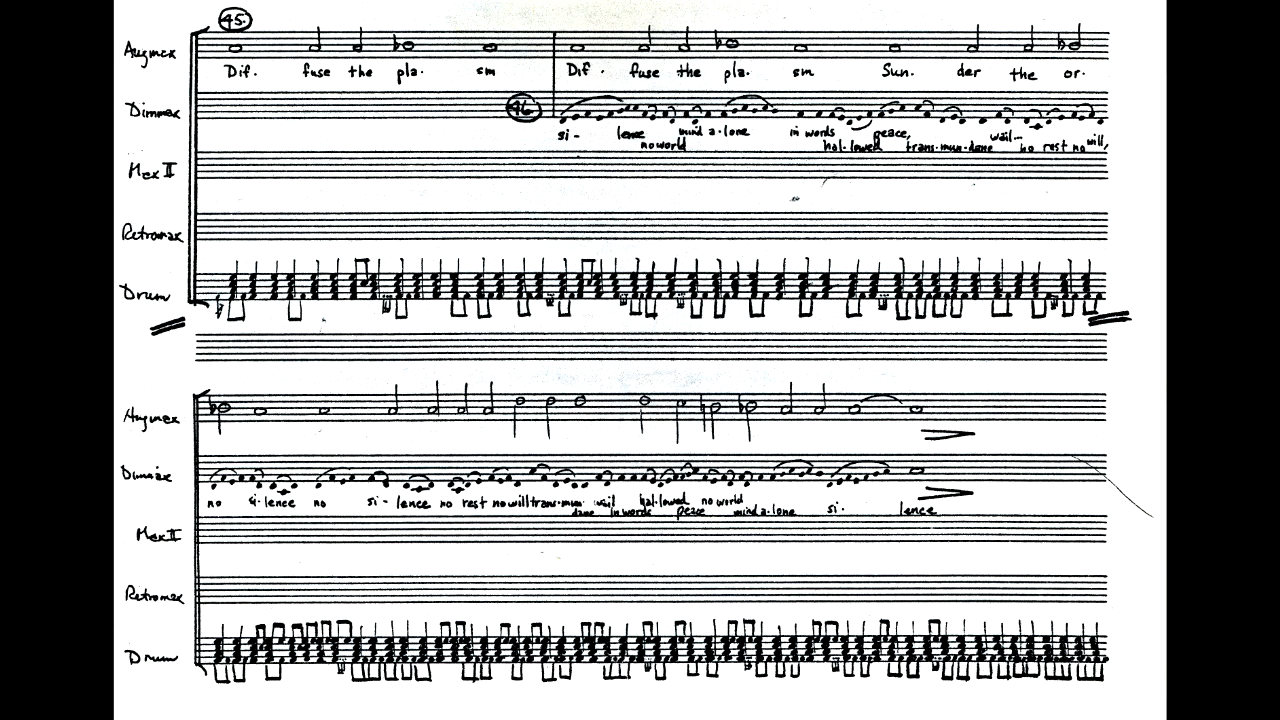 45.
Augmex
Dif. fuse the pla. sm Dif. fuse the pla. sm Sun. der the or.
Dimmex
46
si- lence mind a-lone in words peace, wail...
no world hal-lowed trans-mun-dane no rest no will,
Mex II
Retromex
Drum
Augmex
Dimmex
no si-lence no si-lence no rest no will trans-mun- wail hal-lowed no world
dane in words peace mind a-lone si- lence
Mex II
Retromex
Drum